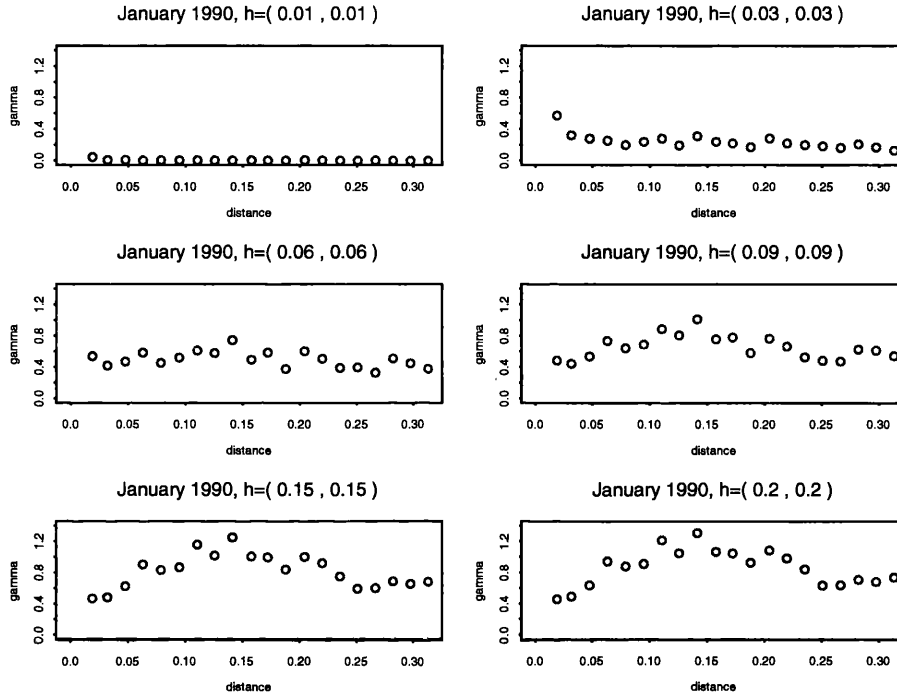 January 1990, h=( 0.01 , 0.01 )
gamma
0.0 0.4 0.8 1.2
0.0 0.05 0.10 0.15 0.20 0.25 0.30
distance
January 1990, h=( 0.03 , 0.03 )
gamma
0.0 0.4 0.8 1.2
0.0 0.05 0.10 0.15 0.20 0.25 0.30
distance
January 1990, h=( 0.06 , 0.06 )
gamma
0.0 0.4 0.8 1.2
0.0 0.05 0.10 0.15 0.20 0.25 0.30
distance
January 1990, h=( 0.09 , 0.09 )
gamma
0.0 0.4 0.8 1.2
0.0 0.05 0.10 0.15 0.20 0.25 0.30
distance
January 1990, h=( 0.15 , 0.15 )
gamma
0.0 0.4 0.8 1.2
0.0 0.05 0.10 0.15 0.20 0.25 0.30
distance
January 1990, h=( 0.2 , 0.2 )
gamma
0.0 0.4 0.8 1.2
0.0 0.05 0.10 0.15 0.20 0.25 0.30
distance